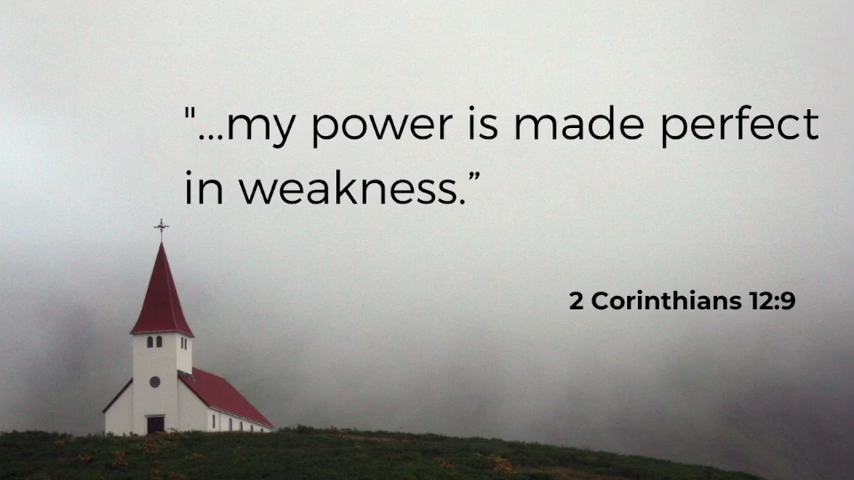 "...my power is made perfect
in weakness.”
2 Corinthians 12:9